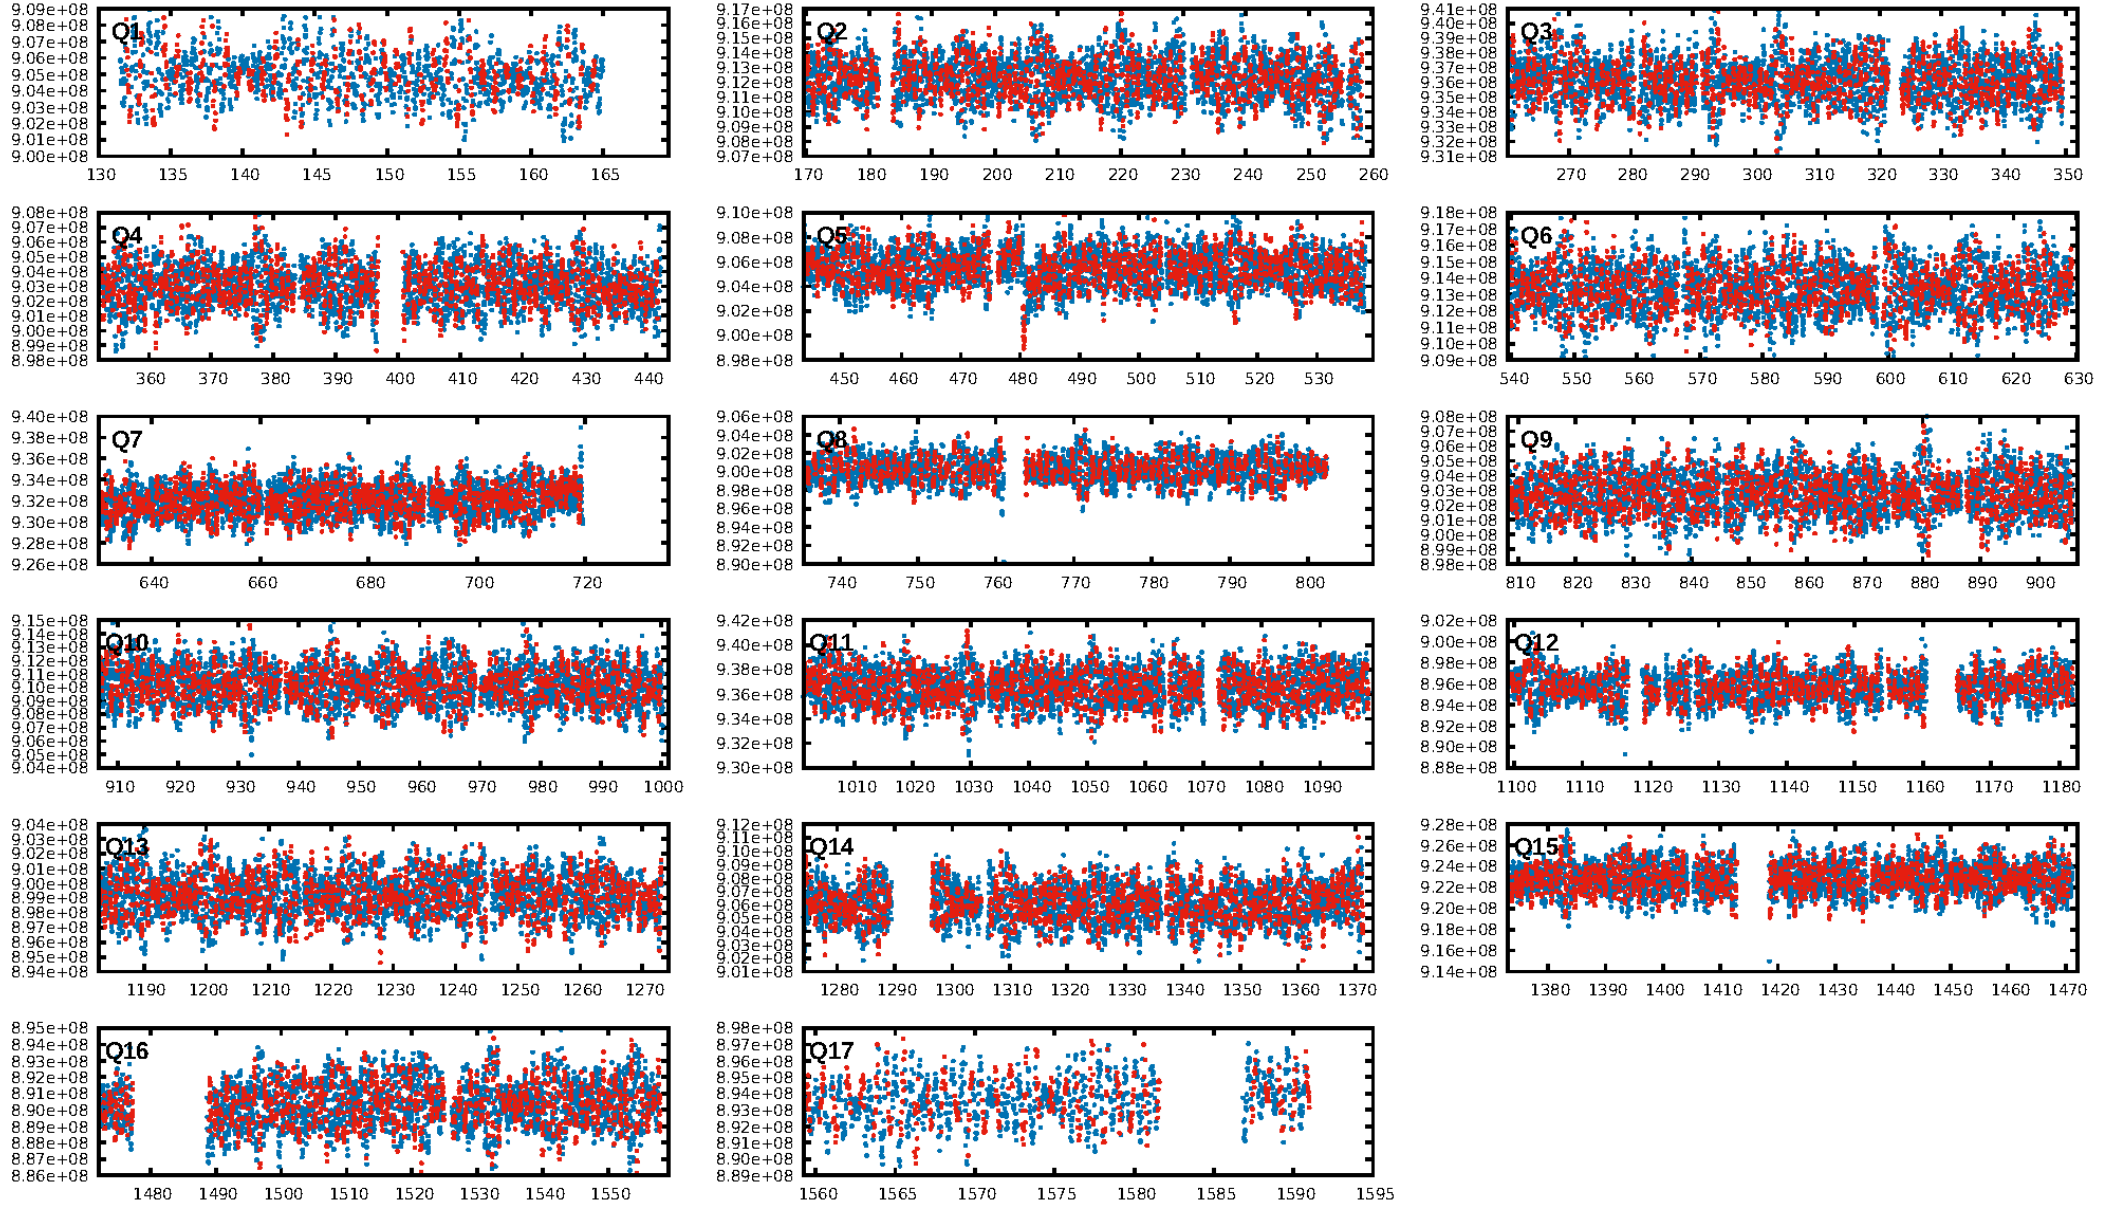 Q1
9.09e+08
9.08e+08
9.07e+08
9.06e+08
9.05e+08
9.04e+08
9.03e+08
9.02e+08
9.01e+08
9.00e+08
130 135 140 145 150 155 160 165
Q2
9.17e+08
9.16e+08
9.15e+08
9.14e+08
9.13e+08
9.12e+08
9.11e+08
9.10e+08
9.09e+08
9.08e+08
9.07e+08
170 180 190 200 210 220 230 240 250 260
Q3
9.41e+08
9.40e+08
9.39e+08
9.38e+08
9.37e+08
9.36e+08
9.35e+08
9.34e+08
9.33e+08
9.32e+08
9.31e+08
270 280 290 300 310 320 330 340 350
Q4
9.08e+08
9.07e+08
9.06e+08
9.05e+08
9.04e+08
9.03e+08
9.02e+08
9.01e+08
9.00e+08
8.99e+08
8.98e+08
360 370 380 390 400 410 420 430 440
Q5
9.10e+08
9.08e+08
9.06e+08
9.04e+08
9.02e+08
9.00e+08
8.98e+08
450 460 470 480 490 500 510 520 530
Q6
9.18e+08
9.17e+08
9.16e+08
9.15e+08
9.14e+08
9.13e+08
9.12e+08
9.11e+08
9.10e+08
9.09e+08
540 550 560 570 580 590 600 610 620 630
Q7
9.40e+08
9.38e+08
9.36e+08
9.34e+08
9.32e+08
9.30e+08
9.28e+08
9.26e+08
640 660 680 700 720
Q8
9.06e+08
9.04e+08
9.02e+08
9.00e+08
8.98e+08
8.96e+08
8.94e+08
8.92e+08
8.90e+08
740 750 760 770 780 790 800
Q9
9.08e+08
9.07e+08
9.06e+08
9.05e+08
9.04e+08
9.03e+08
9.02e+08
9.01e+08
9.00e+08
8.99e+08
8.98e+08
810 820 830 840 850 860 870 880 890 900
Q10
9.15e+08
9.14e+08
9.13e+08
9.12e+08
9.11e+08
9.10e+08
9.09e+08
9.08e+08
9.07e+08
9.06e+08
9.05e+08
9.04e+08
910 920 930 940 950 960 970 980 990 1000
Q11
9.42e+08
9.40e+08
9.38e+08
9.36e+08
9.34e+08
9.32e+08
9.30e+08
1010 1020 1030 1040 1050 1060 1070 1080 1090
Q12
9.02e+08
9.00e+08
8.98e+08
8.96e+08
8.94e+08
8.92e+08
8.90e+08
8.88e+08
1100 1110 1120 1130 1140 1150 1160 1170 1180
Q13
9.04e+08
9.03e+08
9.02e+08
9.01e+08
9.00e+08
8.99e+08
8.98e+08
8.97e+08
8.96e+08
8.95e+08
8.94e+08
1190 1200 1210 1220 1230 1240 1250 1260 1270
Q14
9.12e+08
9.11e+08
9.10e+08
9.09e+08
9.08e+08
9.07e+08
9.06e+08
9.05e+08
9.04e+08
9.03e+08
9.02e+08
9.01e+08
1280 1290 1300 1310 1320 1330 1340 1350 1360 1370
Q15
9.28e+08
9.26e+08
9.24e+08
9.22e+08
9.20e+08
9.18e+08
9.16e+08
9.14e+08
1380 1390 1400 1410 1420 1430 1440 1450 1460 1470
Q16
8.95e+08
8.94e+08
8.93e+08
8.92e+08
8.91e+08
8.90e+08
8.89e+08
8.88e+08
8.87e+08
8.86e+08
1480 1490 1500 1510 1520 1530 1540 1550
Q17
8.98e+08
8.97e+08
8.96e+08
8.95e+08
8.94e+08
8.93e+08
8.92e+08
8.91e+08
8.90e+08
8.89e+08
1560 1565 1570 1575 1580 1585 1590 1595